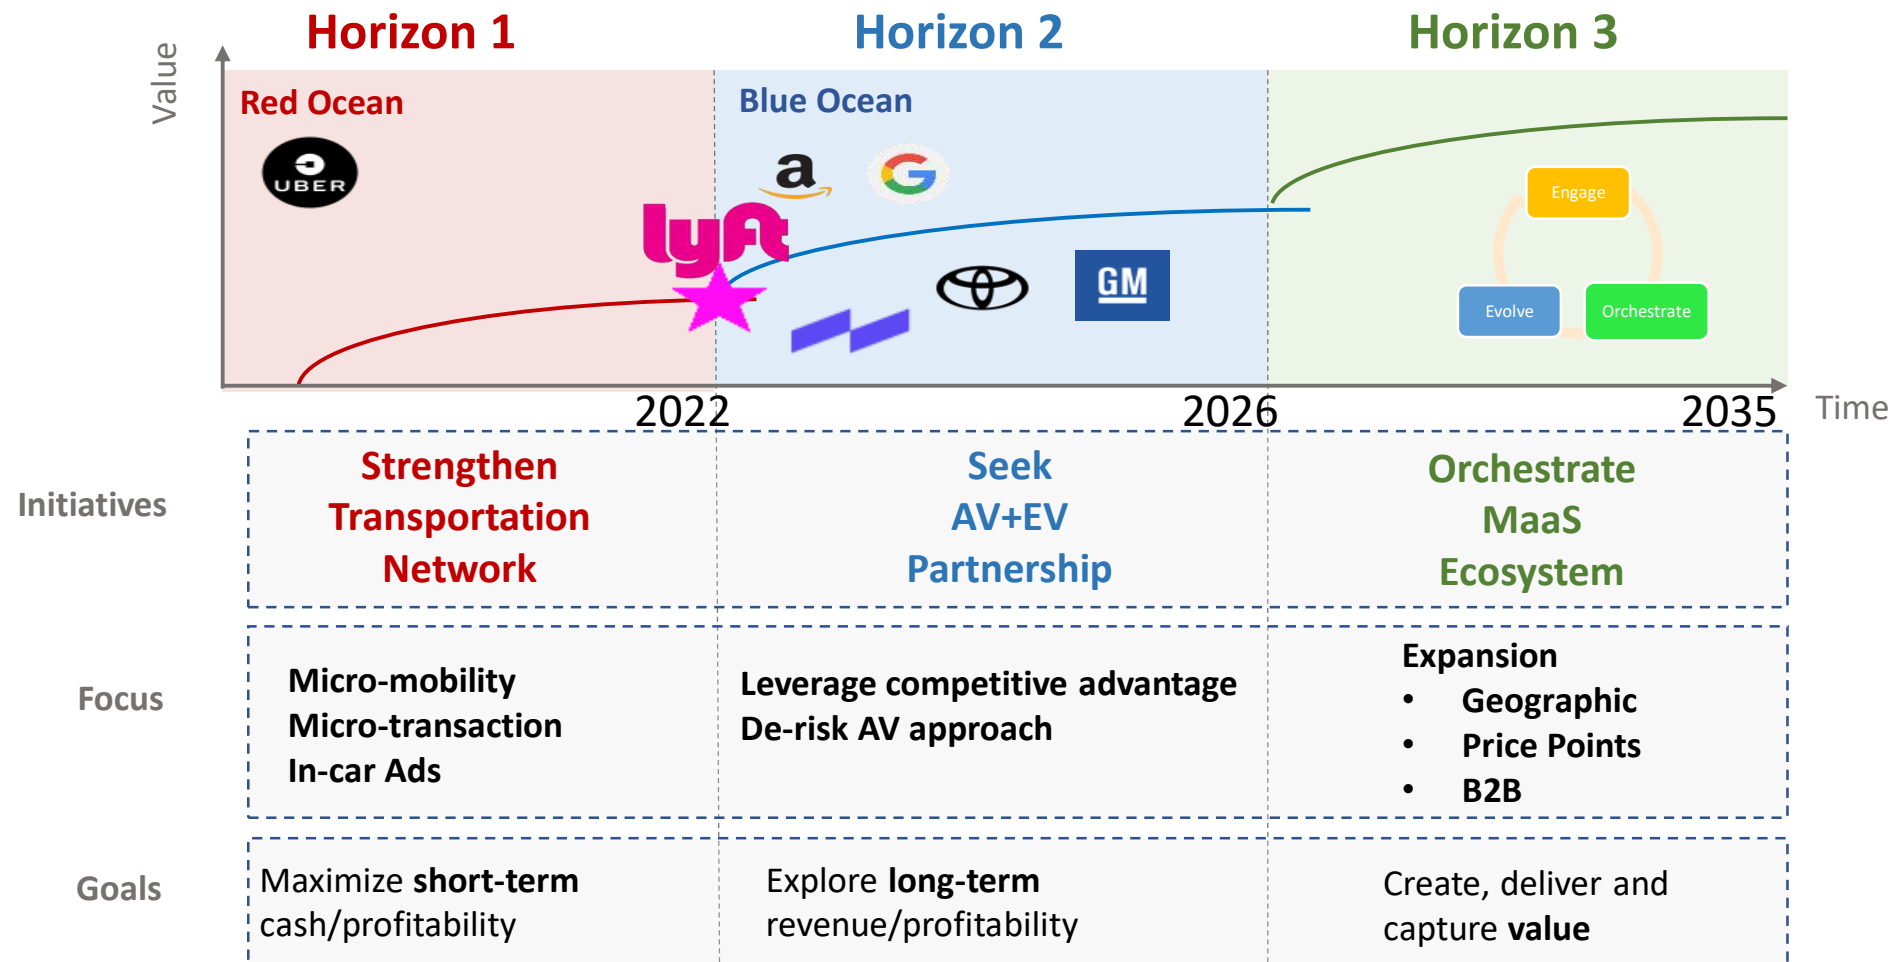 Horizon 1
Horizon 2
Horizon 3
Value
Red Ocean
Blue Ocean
UBER
a
G
lyft
GM
Engage
Evolve
Orchestrate
2022
2026
2035
Time
Initiatives
Strengthen
Transportation
Network
Seek
AV+EV
Partnership
Orchestrate
MaaS
Ecosystem
Focus
Micro-mobility
Micro-transaction
In-car Ads
Leverage competitive advantage
De-risk AV approach
Expansion
• Geographic
• Price Points
• B2B
Goals
Maximize short-term
cash/profitability
Explore long-term
revenue/profitability
Create, deliver and
capture value